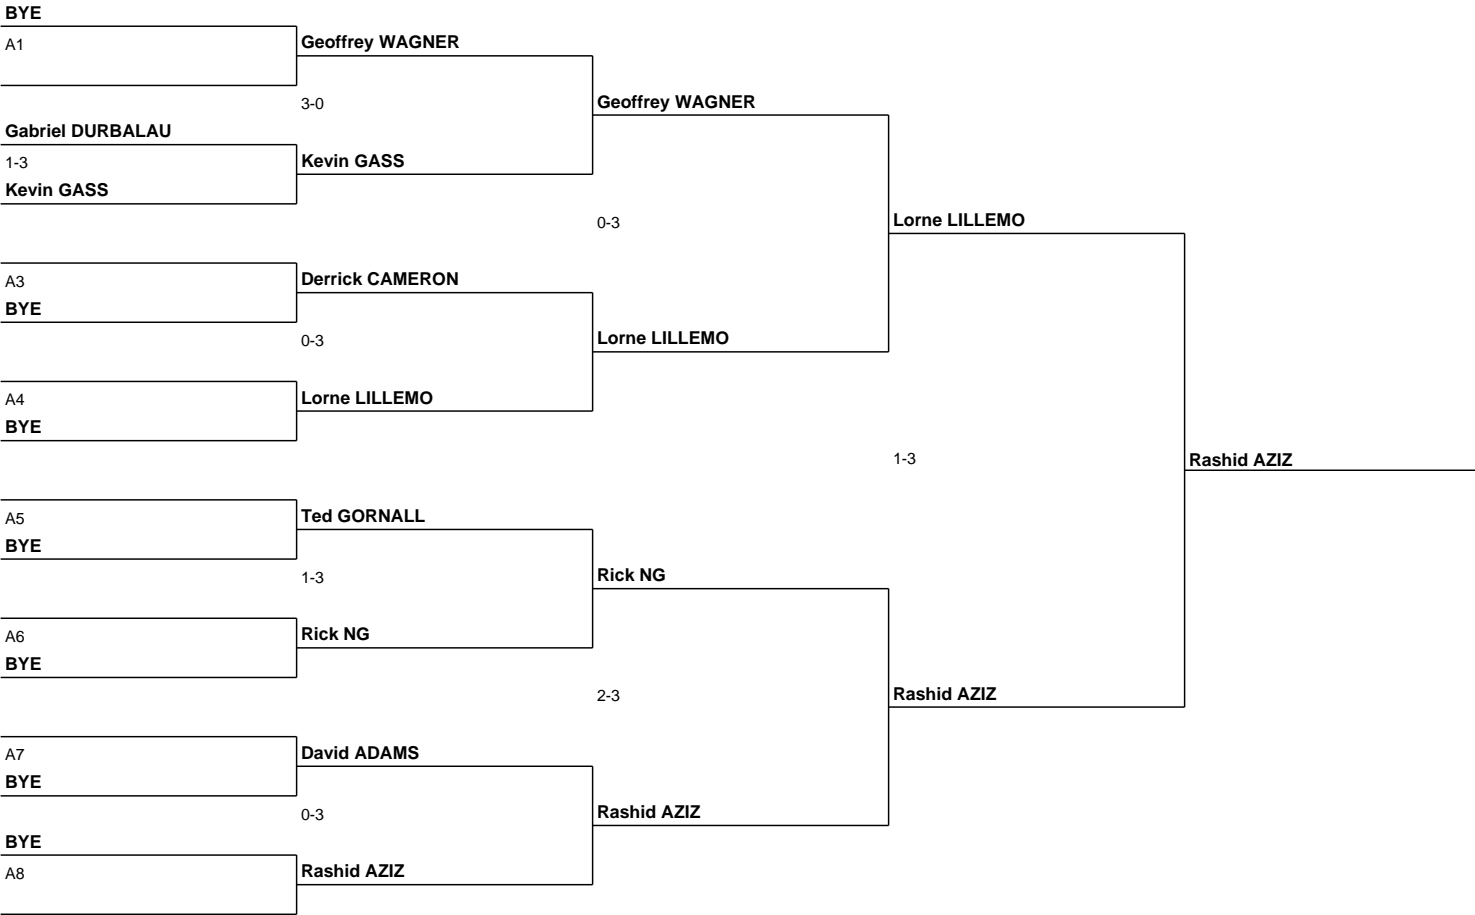 BYE
A1
Geoffrey WAGNER
3-0
Geoffrey WAGNER
Gabriel DURBALAU
1-3
Kevin GASS
Kevin GASS
0-3
Lorne LILLEMO
A3
Derrick CAMERON
BYE
0-3
Lorne LILLEMO
A4
Lorne LILLEMO
BYE
1-3
Rashid AZIZ
A5
Ted GORNALL
BYE
1-3
Rick NG
A6
Rick NG
BYE
2-3
Rashid AZIZ
A7
David ADAMS
BYE
0-3
Rashid AZIZ
BYE
A8
Rashid AZIZ